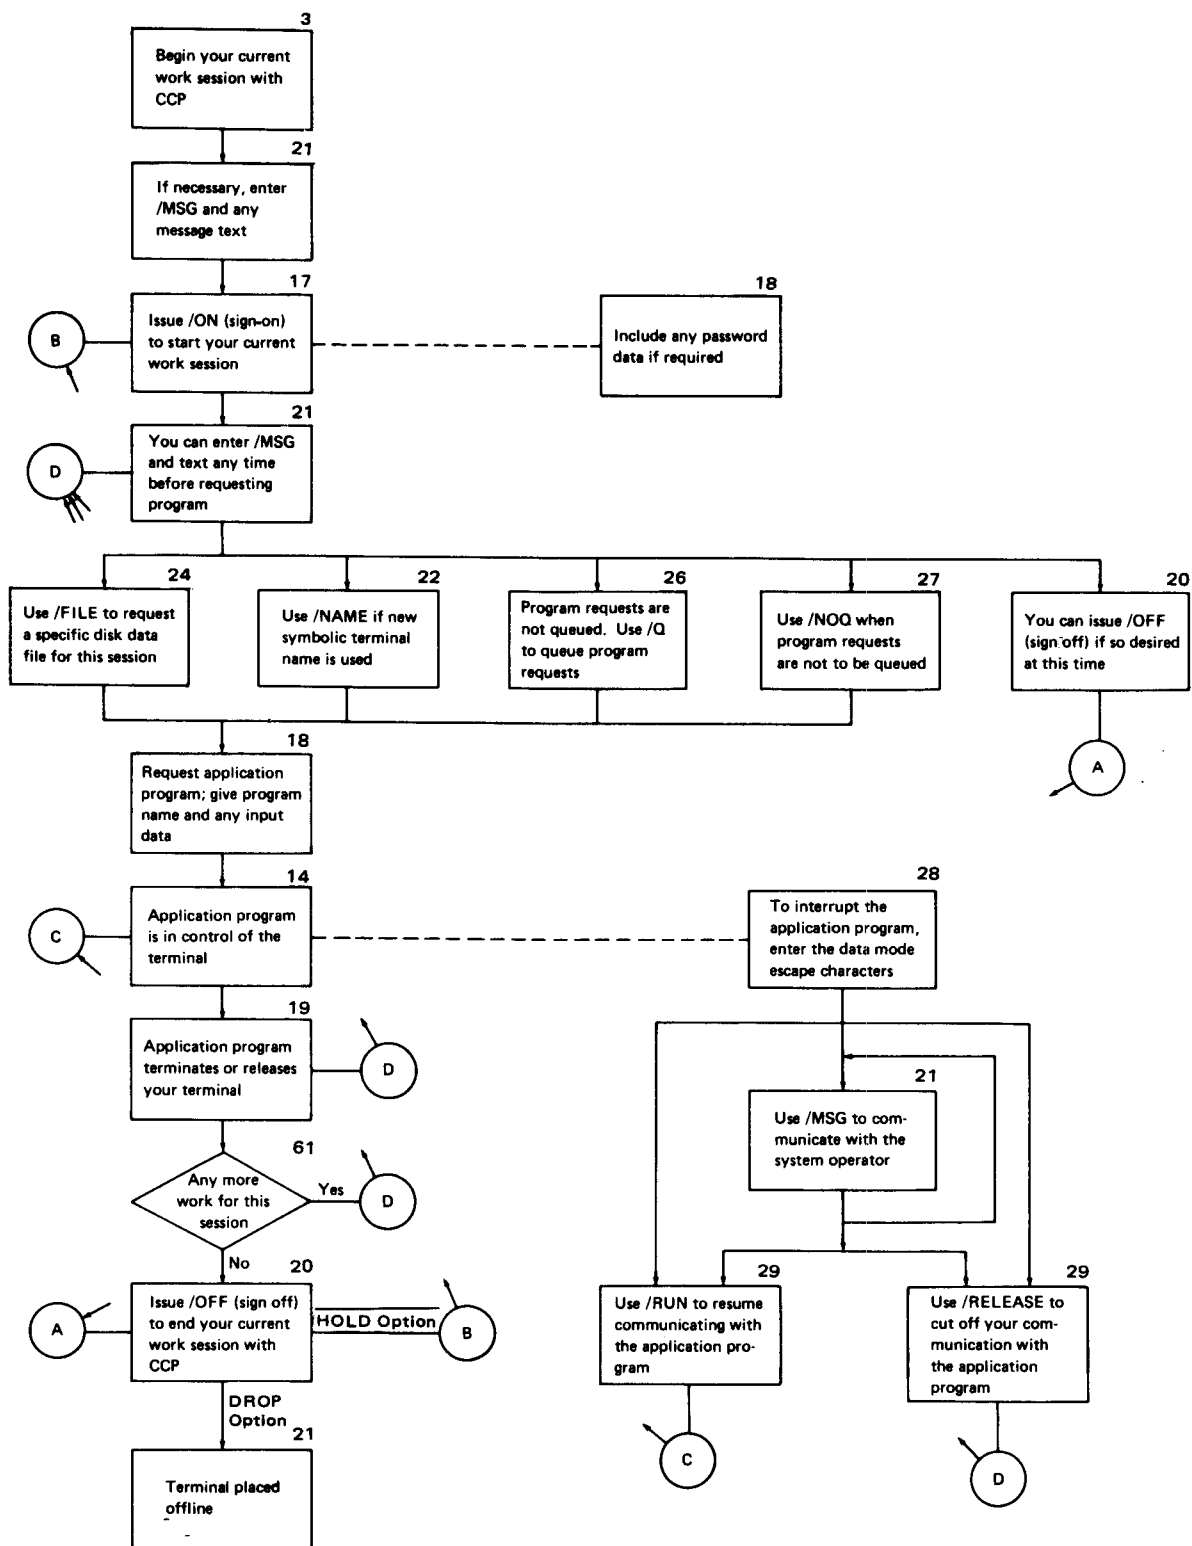 3
Begin your current
work session with
CCP
21
If necessary, enter
/MSG and any
message text
17
Issue /ON (sign-on)
to start your current
work session
B
18
Include any password
data if required
21
You can enter /MSG
and text any time
before requesting
program
D
24
Use /FILE to request
a specific disk data
file for this session
22
Use /NAME if new
symbolic terminal
name is used
26
Program requests are
not queued. Use /Q
to queue program
requests
27
Use /NOQ when
program requests
are not to be queued
20
You can issue /OFF
(sign-off) if so desired
at this time
A
18
Request application
program; give program
name and any input
data
14
Application program
is in control of the
terminal
C
28
To interrupt the
application program,
enter the data mode
escape characters
19
Application program
terminates or releases
your terminal
D
21
Use /MSG to com-
municate with the
system operator
61
Any more
work for this
session
Yes
D
No
20
Issue /OFF (sign off)
to end your current
work session with
CCP
A
HOLD Option
B
29
Use /RUN to resume
communicating with
the application pro-
gram
C
29
Use /RELEASE to
cut off your com-
munication with
the application
program
D
DROP
Option
21
Terminal placed
offline